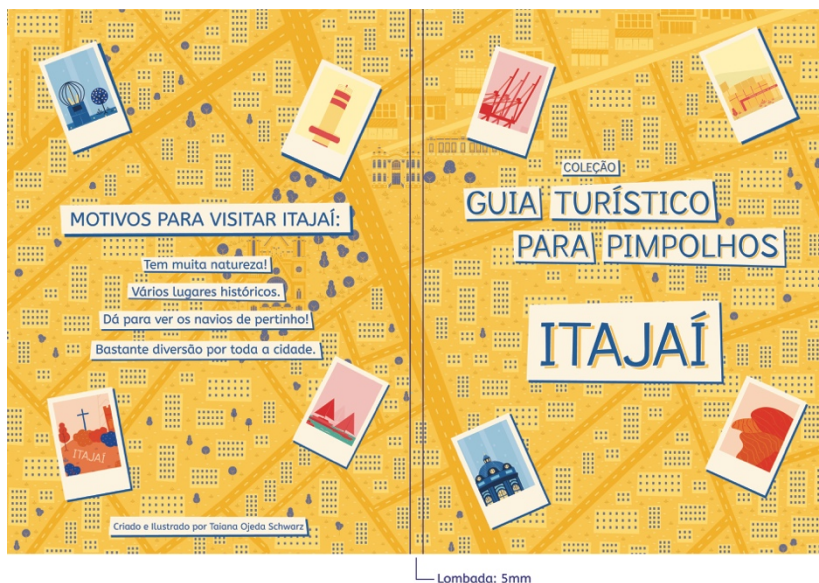 MOTIVOS PARA VISITAR ITAJAÍ:
Tem muita natureza!
Vários lugares históricos.
Dá para ver os navios de pertinho!
Bastante diversão por toda a cidade.
ITAJAÍ
Criado e Ilustrado por Taiana Ojeda Schwarz
COLEÇÃO
GUIA TURÍSTICO
PARA PIMPOLHOS
ITAJAÍ
Lombada: 5mm